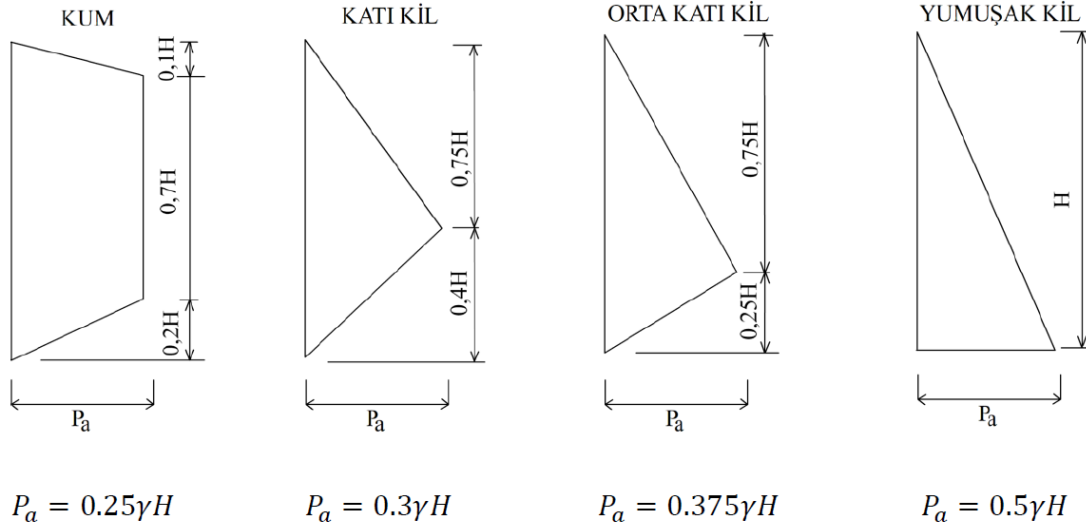 KUM
0,1H
0,7H
0,2H
Pa
Pa = 0.25γH
KATI KİL
0,75H
0,4H
Pa
Pa = 0.3γH
ORTA KATI KİL
0,75H
0,25H
Pa
Pa = 0.375γH
YUMUŞAK KİL
H
Pa
Pa = 0.5γH